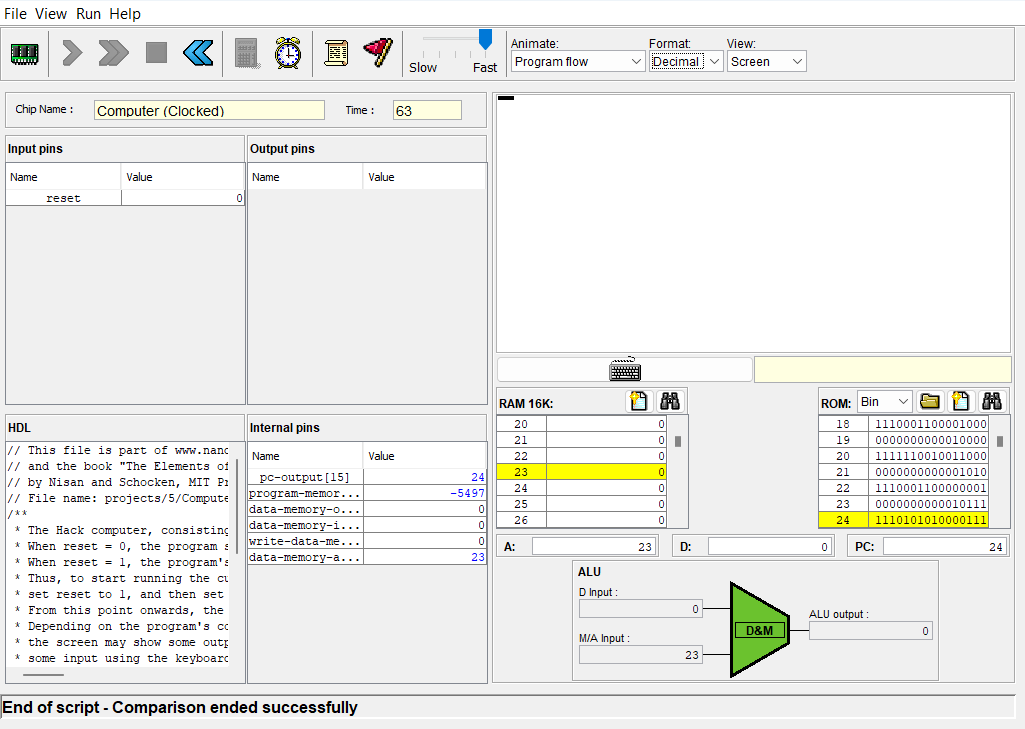 File View Run Help
Slow Fast
Animate: Format: View:
Program flow Decimal Screen
Chip Name : Computer (Clocked) Time : 63
Input pins
Name Value
reset 0
Output pins
Name Value
HDL
// This file is part of www.nand
// and the book "The Elements of
// by Nisan and Schocken, MIT Pr
// File name: projects/5/Compute
/**
* The Hack computer, consisting
* When reset = 0, the program s
* When reset = 1, the program's
* Thus, to start running the cu
* set reset to 1, and then set
* From this point onwards, the
* Depending on the program's co
* the screen may show some outp
* some input using the keyboard
Internal pins
Name Value
pc-output[15] 24
program-memor... -5497
data-memory-o... 0
data-memory-i... 0
write-data-me... 0
data-memory-a... 23
RAM 16K:
20 0
21 0
22 0
23 0
24 0
25 0
26 0
ROM: Bin
18 1110001100001000
19 0000000000010000
20 1111110010011000
21 0000000000001010
22 1110001100000001
23 0000000000010111
24 1110101010000111
A: 23 D: 0 PC: 24
ALU
D Input :
0
M/A Input :
23
D&M
ALU output :
0
End of script - Comparison ended successfully